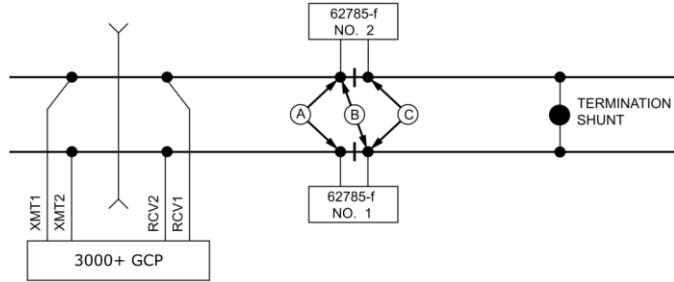 62785-f
NO. 2
A
B
C
TERMINATION
SHUNT
62785-f
NO. 1
XMT1
XMT2
RCV2
RCV1
3000+ GCP